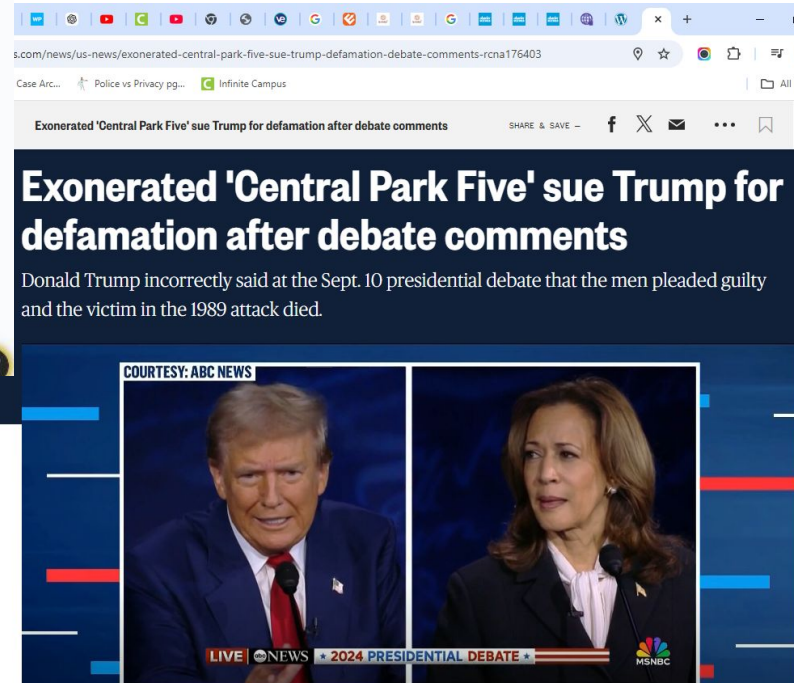 s.com/news/us-news/exonerated-central-park-five-sue-trump-defamation-debate-comments-rcna176403
Case Arc... Police vs Privacy pg... Infinite Campus All
Exonerated 'Central Park Five' sue Trump for defamation after debate comments SHARE & SAVE –
Exonerated 'Central Park Five' sue Trump for
defamation after debate comments
Donald Trump incorrectly said at the Sept. 10 presidential debate that the men pleaded guilty
and the victim in the 1989 attack died.
COURTESY: ABC NEWS
LIVE abc NEWS ★ 2024 PRESIDENTIAL DEBATE ★
MSNBC